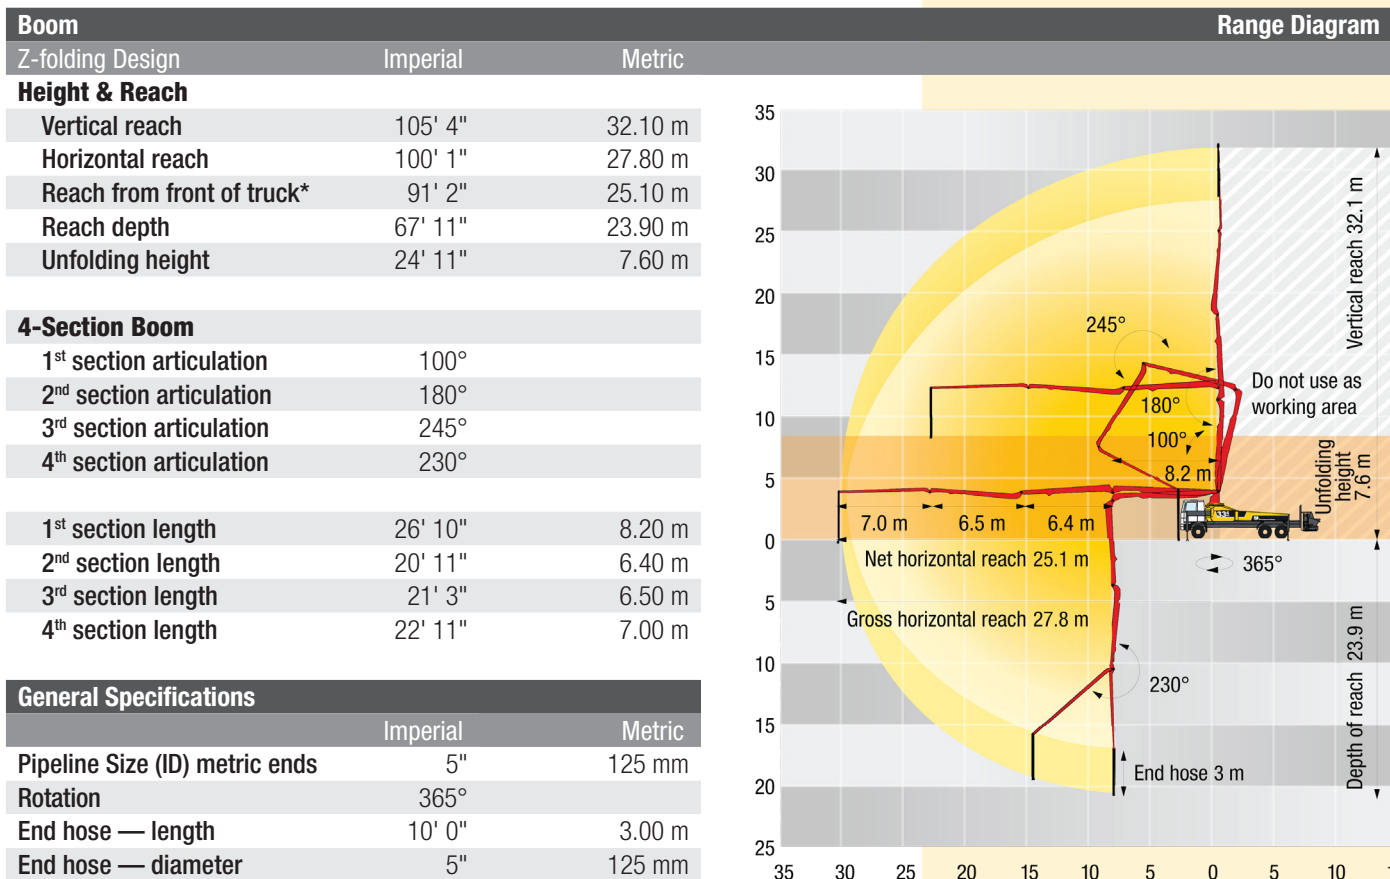 Boom Range Diagram
Z-folding Design Imperial Metric
Height & Reach
Vertical reach 105' 4" 32.10 m
Horizontal reach 100' 1" 27.80 m
Reach from front of truck* 91' 2" 25.10 m
Reach depth 67' 11" 23.90 m
Unfolding height 24' 11" 7.60 m
4-Section Boom
1st section articulation 100°
2nd section articulation 180°
3rd section articulation 245°
4th section articulation 230°
1st section length 26' 10" 8.20 m
2nd section length 20' 11" 6.40 m
3rd section length 21' 3" 6.50 m
4th section length 22' 11" 7.00 m
General Specifications
Imperial Metric
Pipeline Size (ID) metric ends 5" 125 mm
Rotation 365°
End hose — length 10' 0" 3.00 m
End hose — diameter 5" 125 mm
35
30
25
20
15
10
5
0
5
10
15
20
25
35 30 25 20 15 10 5 0 5 10
Vertical reach 32.1 m
245°
Do not use as
working area
180°
100°
8.2 m
Unfolding
height
7.6 m
7.0 m 6.5 m 6.4 m
Net horizontal reach 25.1 m
365°
Gross horizontal reach 27.8 m
230°
Depth of reach 23.9 m
End hose 3 m